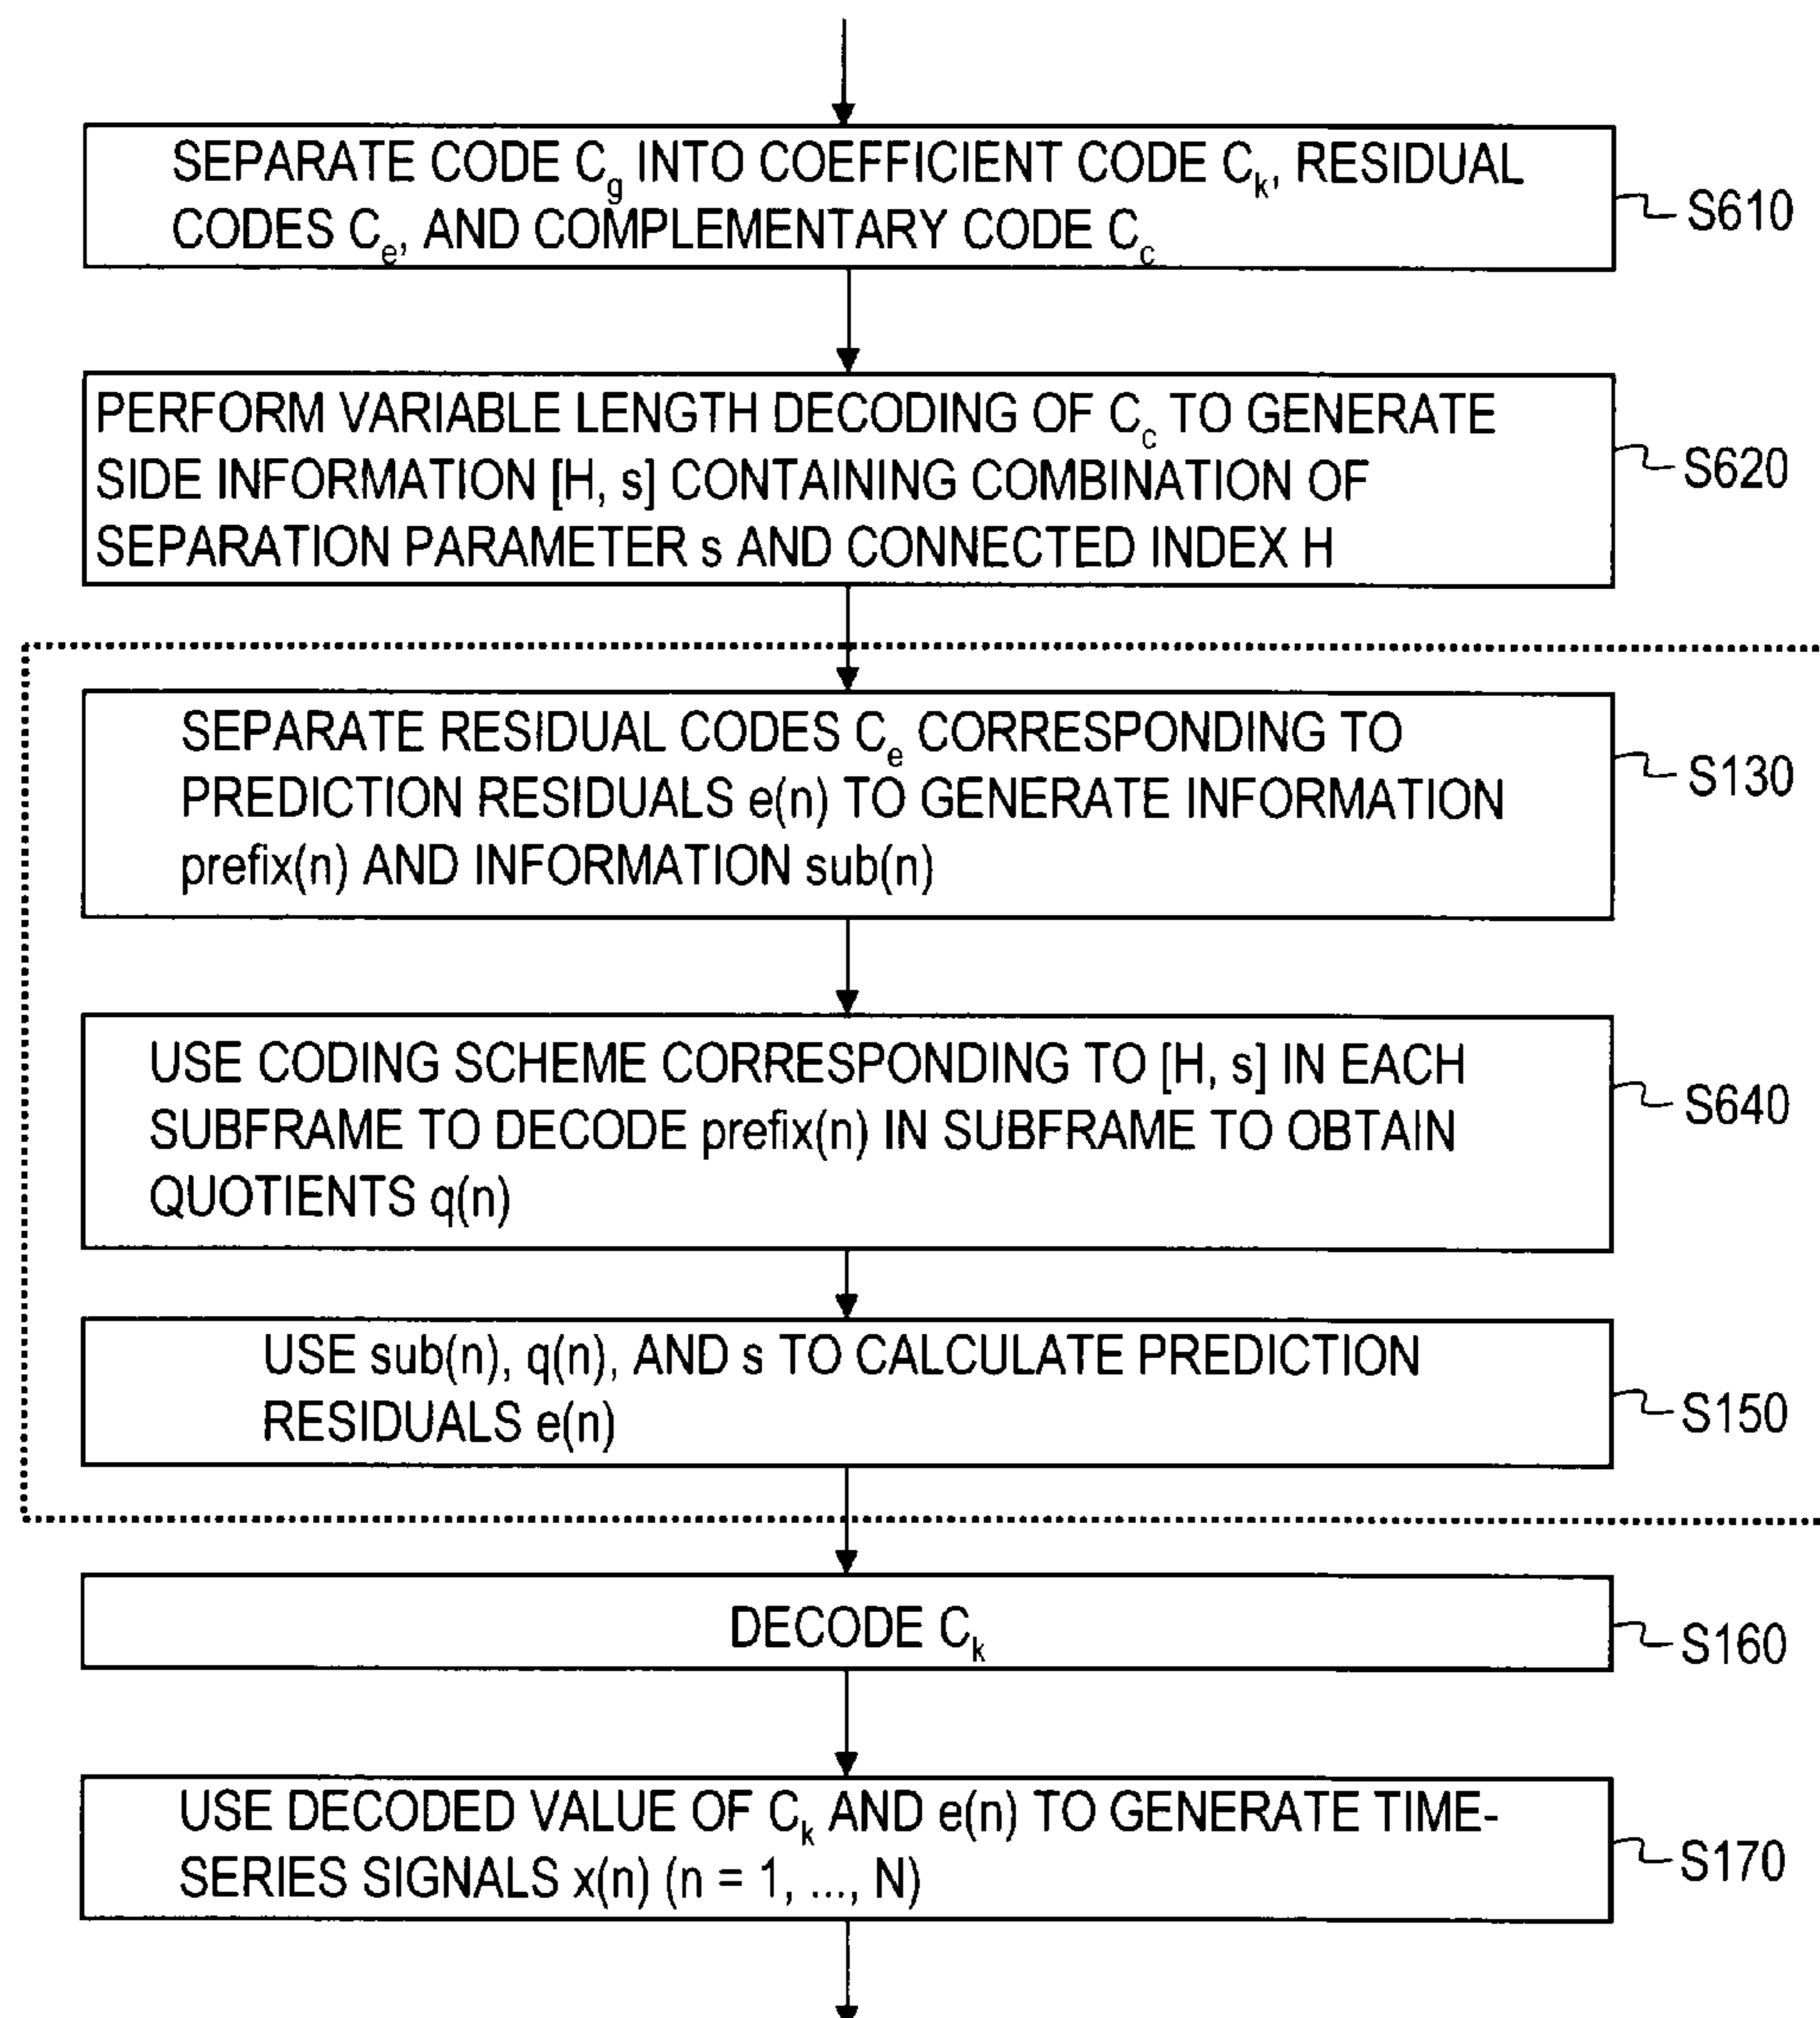 SEPARATE CODE Cg INTO COEFFICIENT CODE Ck, RESIDUAL
CODES Ce, AND COMPLEMENTARY CODE Cc
S610
PERFORM VARIABLE LENGTH DECODING OF Cc TO GENERATE
SIDE INFORMATION [H, s] CONTAINING COMBINATION OF
SEPARATION PARAMETER s AND CONNECTED INDEX H
S620
SEPARATE RESIDUAL CODES Ce CORRESPONDING TO
PREDICTION RESIDUALS e(n) TO GENERATE INFORMATION
prefix(n) AND INFORMATION sub(n)
S130
USE CODING SCHEME CORRESPONDING TO [H, s] IN EACH
SUBFRAME TO DECODE prefix(n) IN SUBFRAME TO OBTAIN
QUOTIENTS q(n)
S640
USE sub(n), q(n), AND s TO CALCULATE PREDICTION
RESIDUALS e(n)
S150
DECODE Ck
S160
USE DECODED VALUE OF Ck AND e(n) TO GENERATE TIME-
SERIES SIGNALS x(n) (n = 1, ..., N)
S170